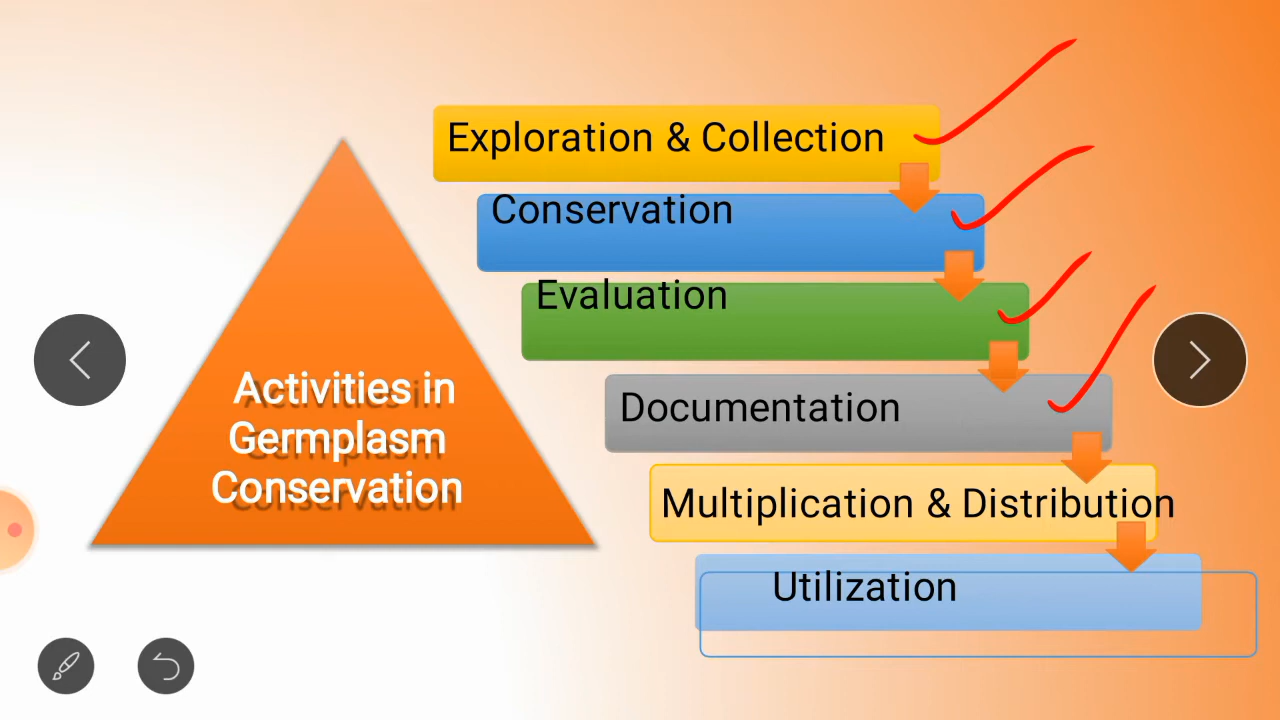 Exploration & Collection
Conservation
Evaluation
Documentation
Multiplication & Distribution
Utilization
Activities in
Germplasm
Conservation